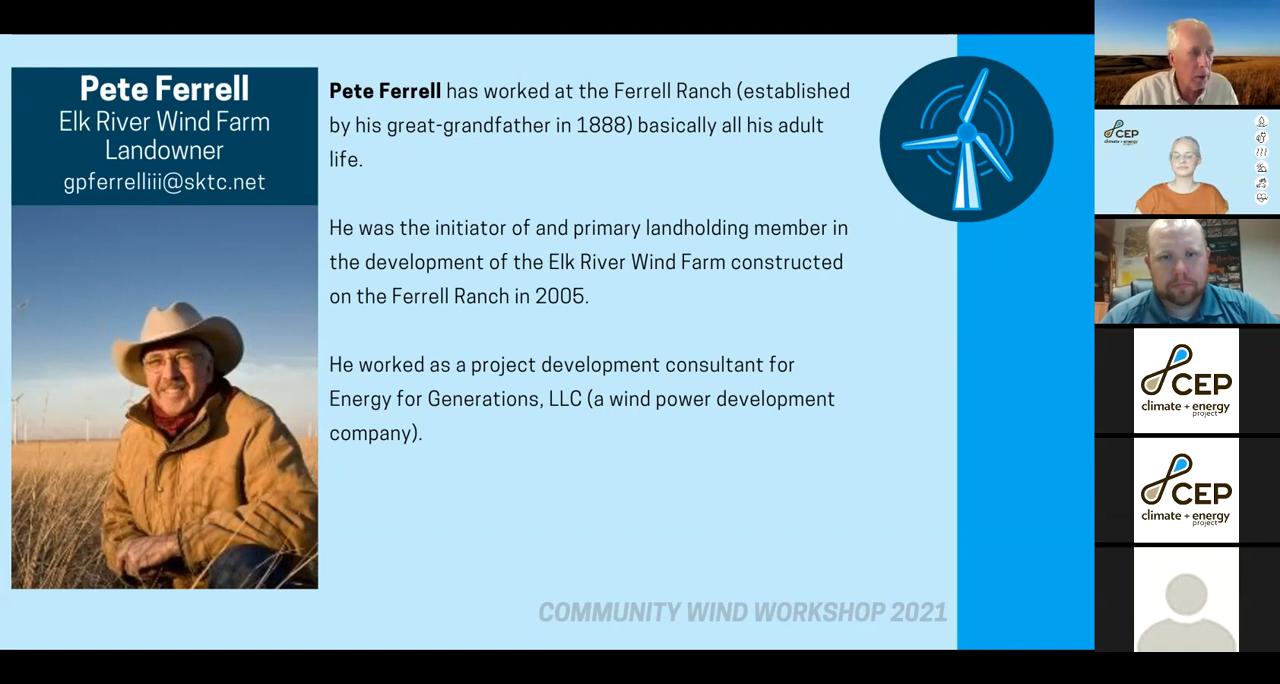 Pete Ferrell
Elk River Wind Farm
Landowner
gpferrelliii@sktc.net
Pete Ferrell has worked at the Ferrell Ranch (established
by his great-grandfather in 1888) basically all his adult
life.
He was the initiator of and primary landholding member in
the development of the Elk River Wind Farm constructed
on the Ferrell Ranch in 2005.
He worked as a project development consultant for
Energy for Generations, LLC (a wind power development
company).
COMMUNITY WIND WORKSHOP 2021
CEP
climate + energy
project
CEP
climate + energy
project
CEP
climate + energy
project